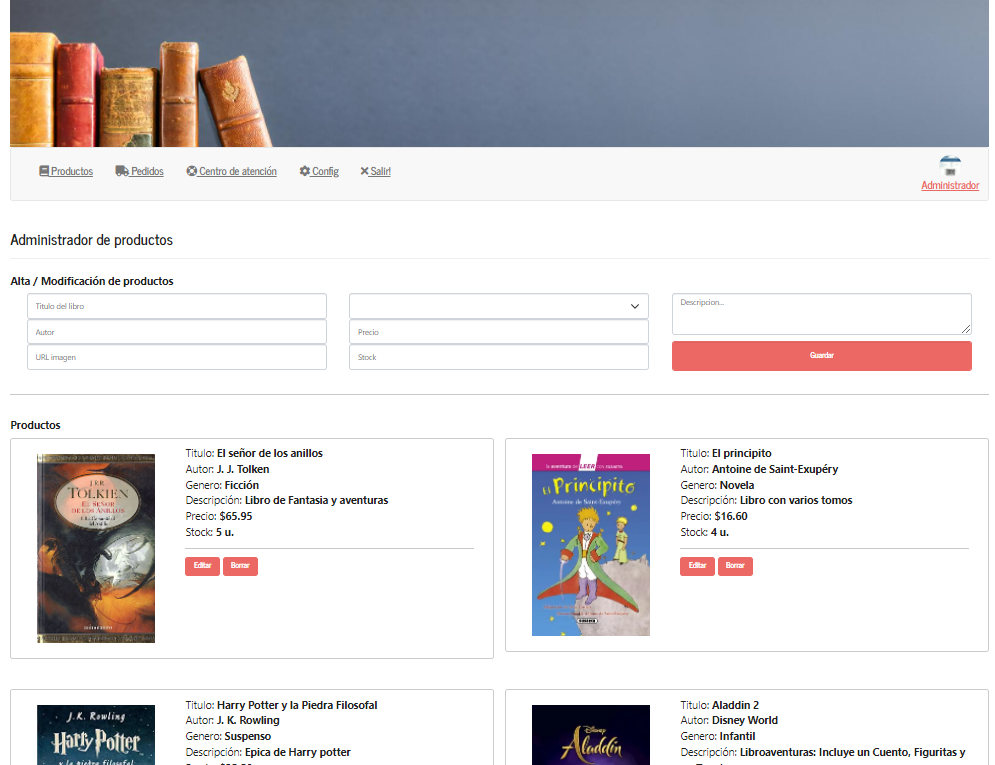 Productos
Pedidos
Centro de atención
Config
Salir!
Administrador
Administrador de productos
Alta / Modificación de productos
Titulo del libro
Autor
URL imagen
Precio
Stock
Descripcion...
Guardar
Productos
J.R.R.
TOLKIEN
EL SEÑOR
DE LOS ANILLOS
Titulo: El señor de los anillos
Autor: J. J. Tolken
Genero: Ficción
Descripción: Libro de Fantasia y aventuras
Precio: $65.95
Stock: 5 u.
Editar
Borrar
la aventura de LEER con susaeta
El Principito
Antoine de Saint-Exupéry
Titulo: El principito
Autor: Antoine de Saint-Exupéry
Genero: Novela
Descripción: Libro con varios tomos
Precio: $16.60
Stock: 4 u.
Editar
Borrar
J.K. Rowling
Harry Potter
y la piedra filosofal
Titulo: Harry Potter y la Piedra Filosofal
Autor: J. K. Rowling
Genero: Suspenso
Descripción: Epica de Harry potter
Disney
Aladdin
Titulo: Aladdin 2
Autor: Disney World
Genero: Infantil
Descripción: Libroaventuras: Incluye un Cuento, Figuritas y